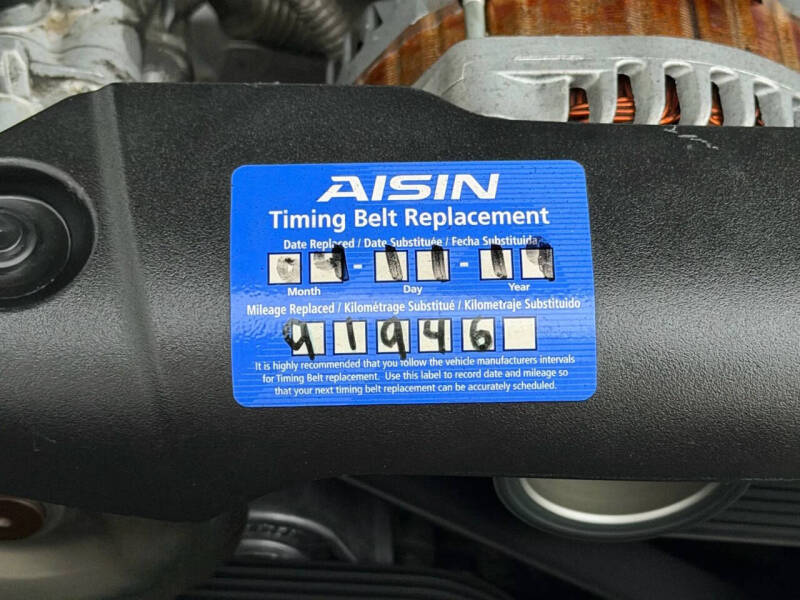 AISIN
Timing Belt Replacement
Date Replaced / Date Substituée / Fecha Substituida
- 11 -
Month Day Year
Mileage Replaced / Kilométrage Substitué / Kilometraje Substituido
91946
It is highly recommended that you follow the vehicle manufacturers intervals
for Timing Belt replacement. Use this label to record date and mileage so
that your next timing belt replacement can be accurately scheduled.